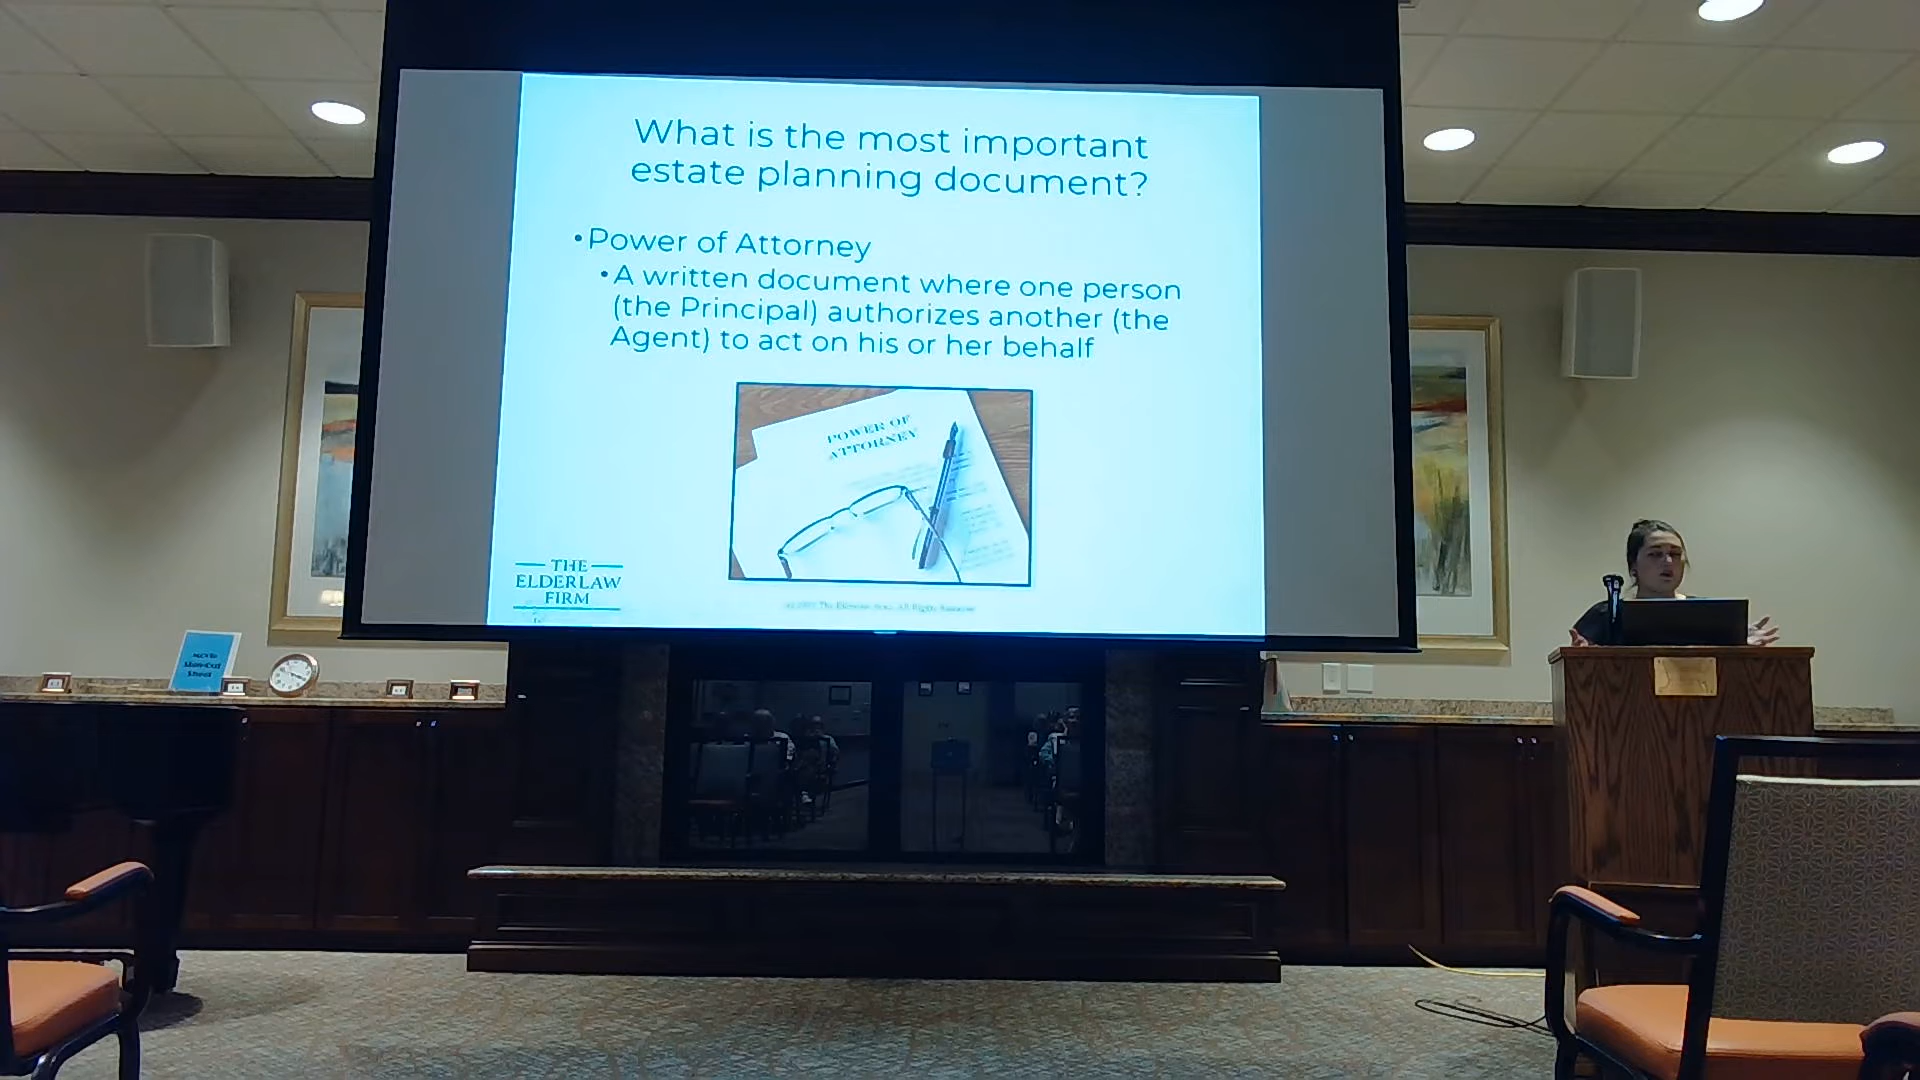 What is the most important
estate planning document?
•Power of Attorney
•A written document where one person
(the Principal) authorizes another (the
Agent) to act on his or her behalf
POWER OF
ATTORNEY
THE
ELDERLAW
FIRM